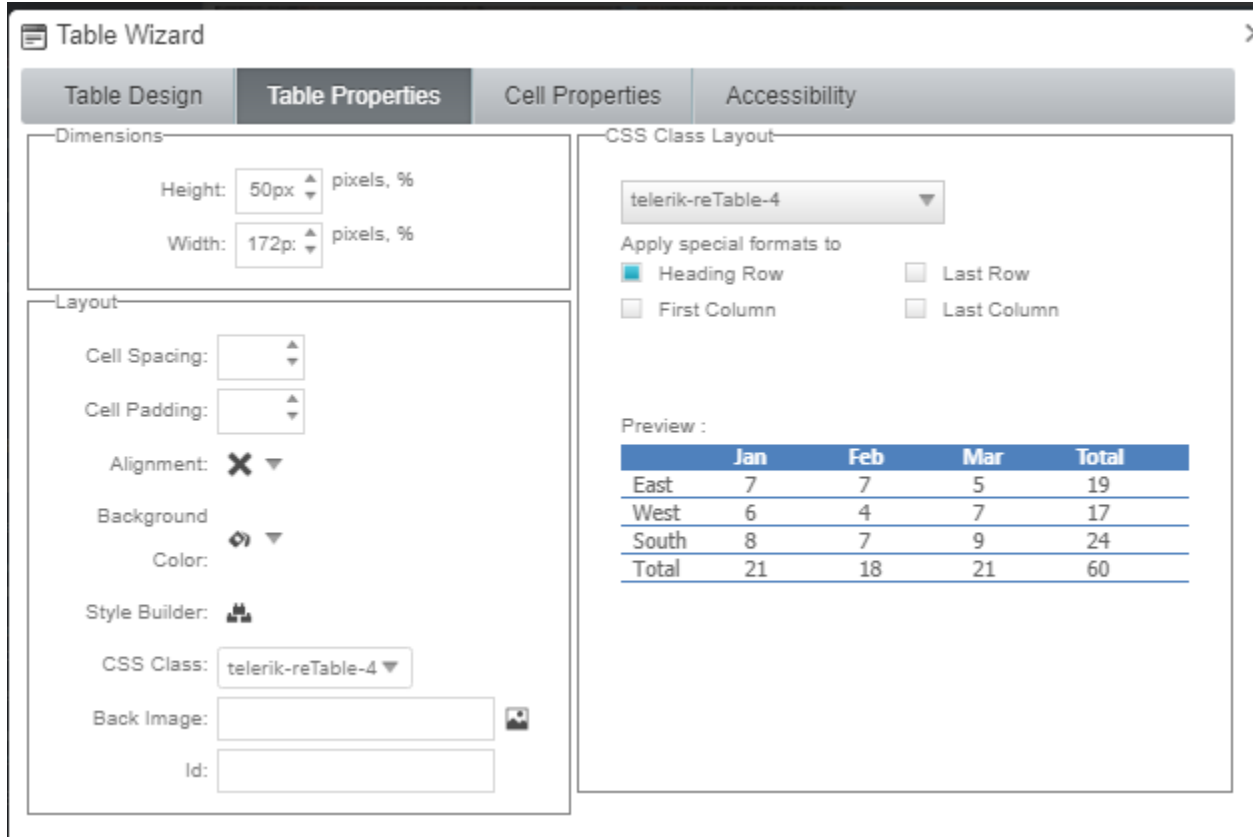 Table Wizard
Table Design Table Properties Cell Properties Accessibility
Dimensions
Height: 50px pixels, %
Width: 172p: pixels, %
Layout
Cell Spacing:
Cell Padding:
Alignment:
Background
Color:
Style Builder:
CSS Class: telerik-reTable-4
Back Image:
Id:
CSS Class Layout
telerik-reTable-4
Apply special formats to
Heading Row Last Row
First Column Last Column
Preview :
Jan Feb Mar Total
East 7 7 5 19
West 6 4 7 17
South 8 7 9 24
Total 21 18 21 60